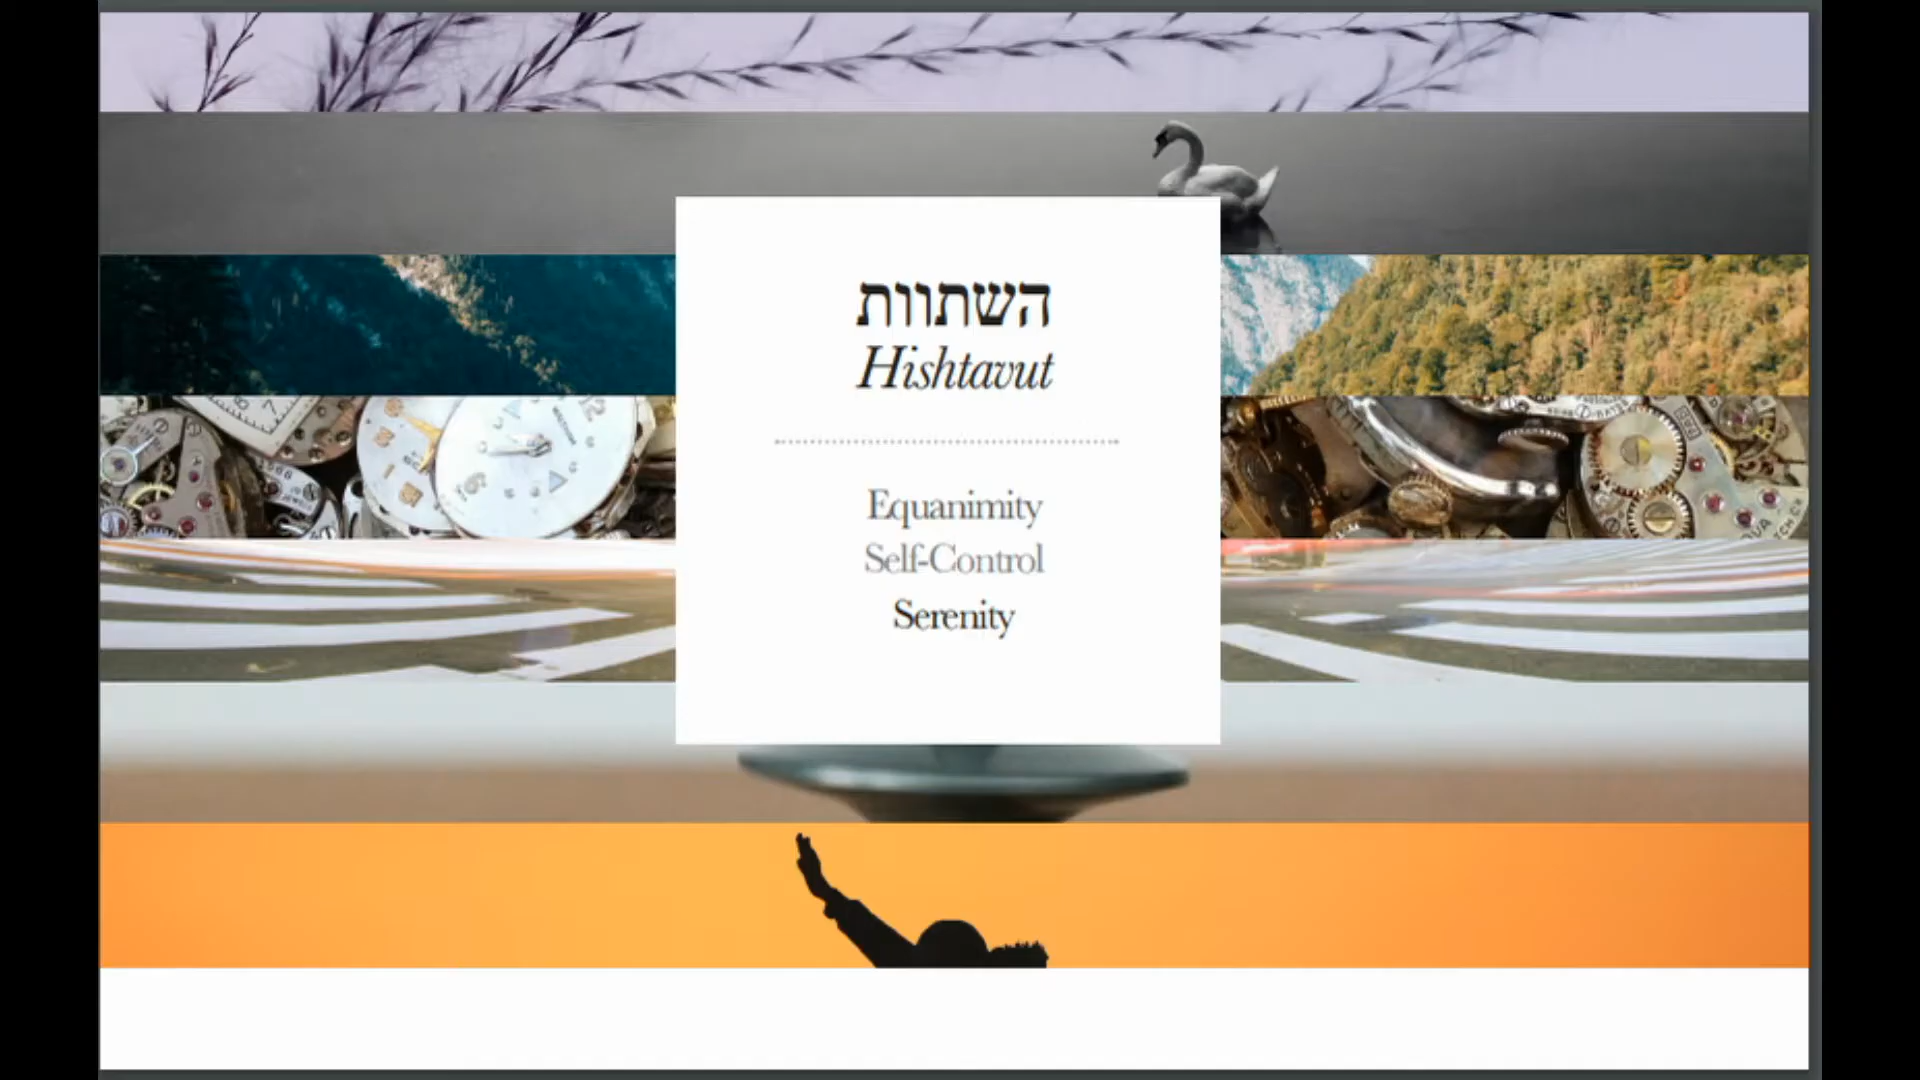 השתוות
Hishtavut
Equanimity
Self-Control
Serenity